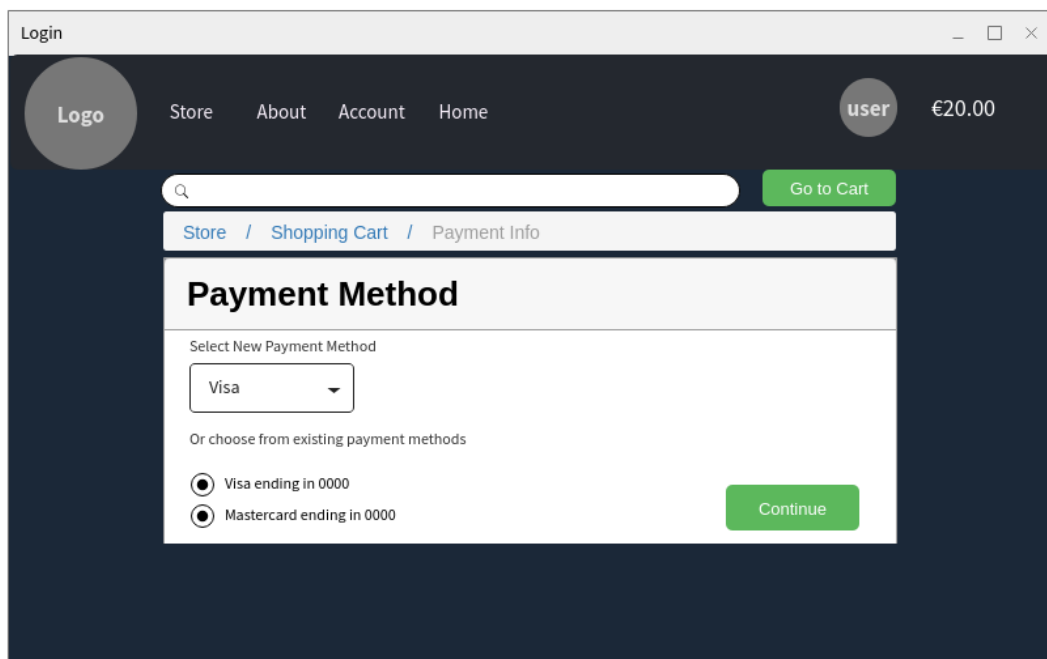 Login
Logo Store About Account Home user €20.00
Go to Cart
Store / Shopping Cart / Payment Info
Payment Method
Select New Payment Method
Visa
Or choose from existing payment methods
Visa ending in 0000
Mastercard ending in 0000
Continue